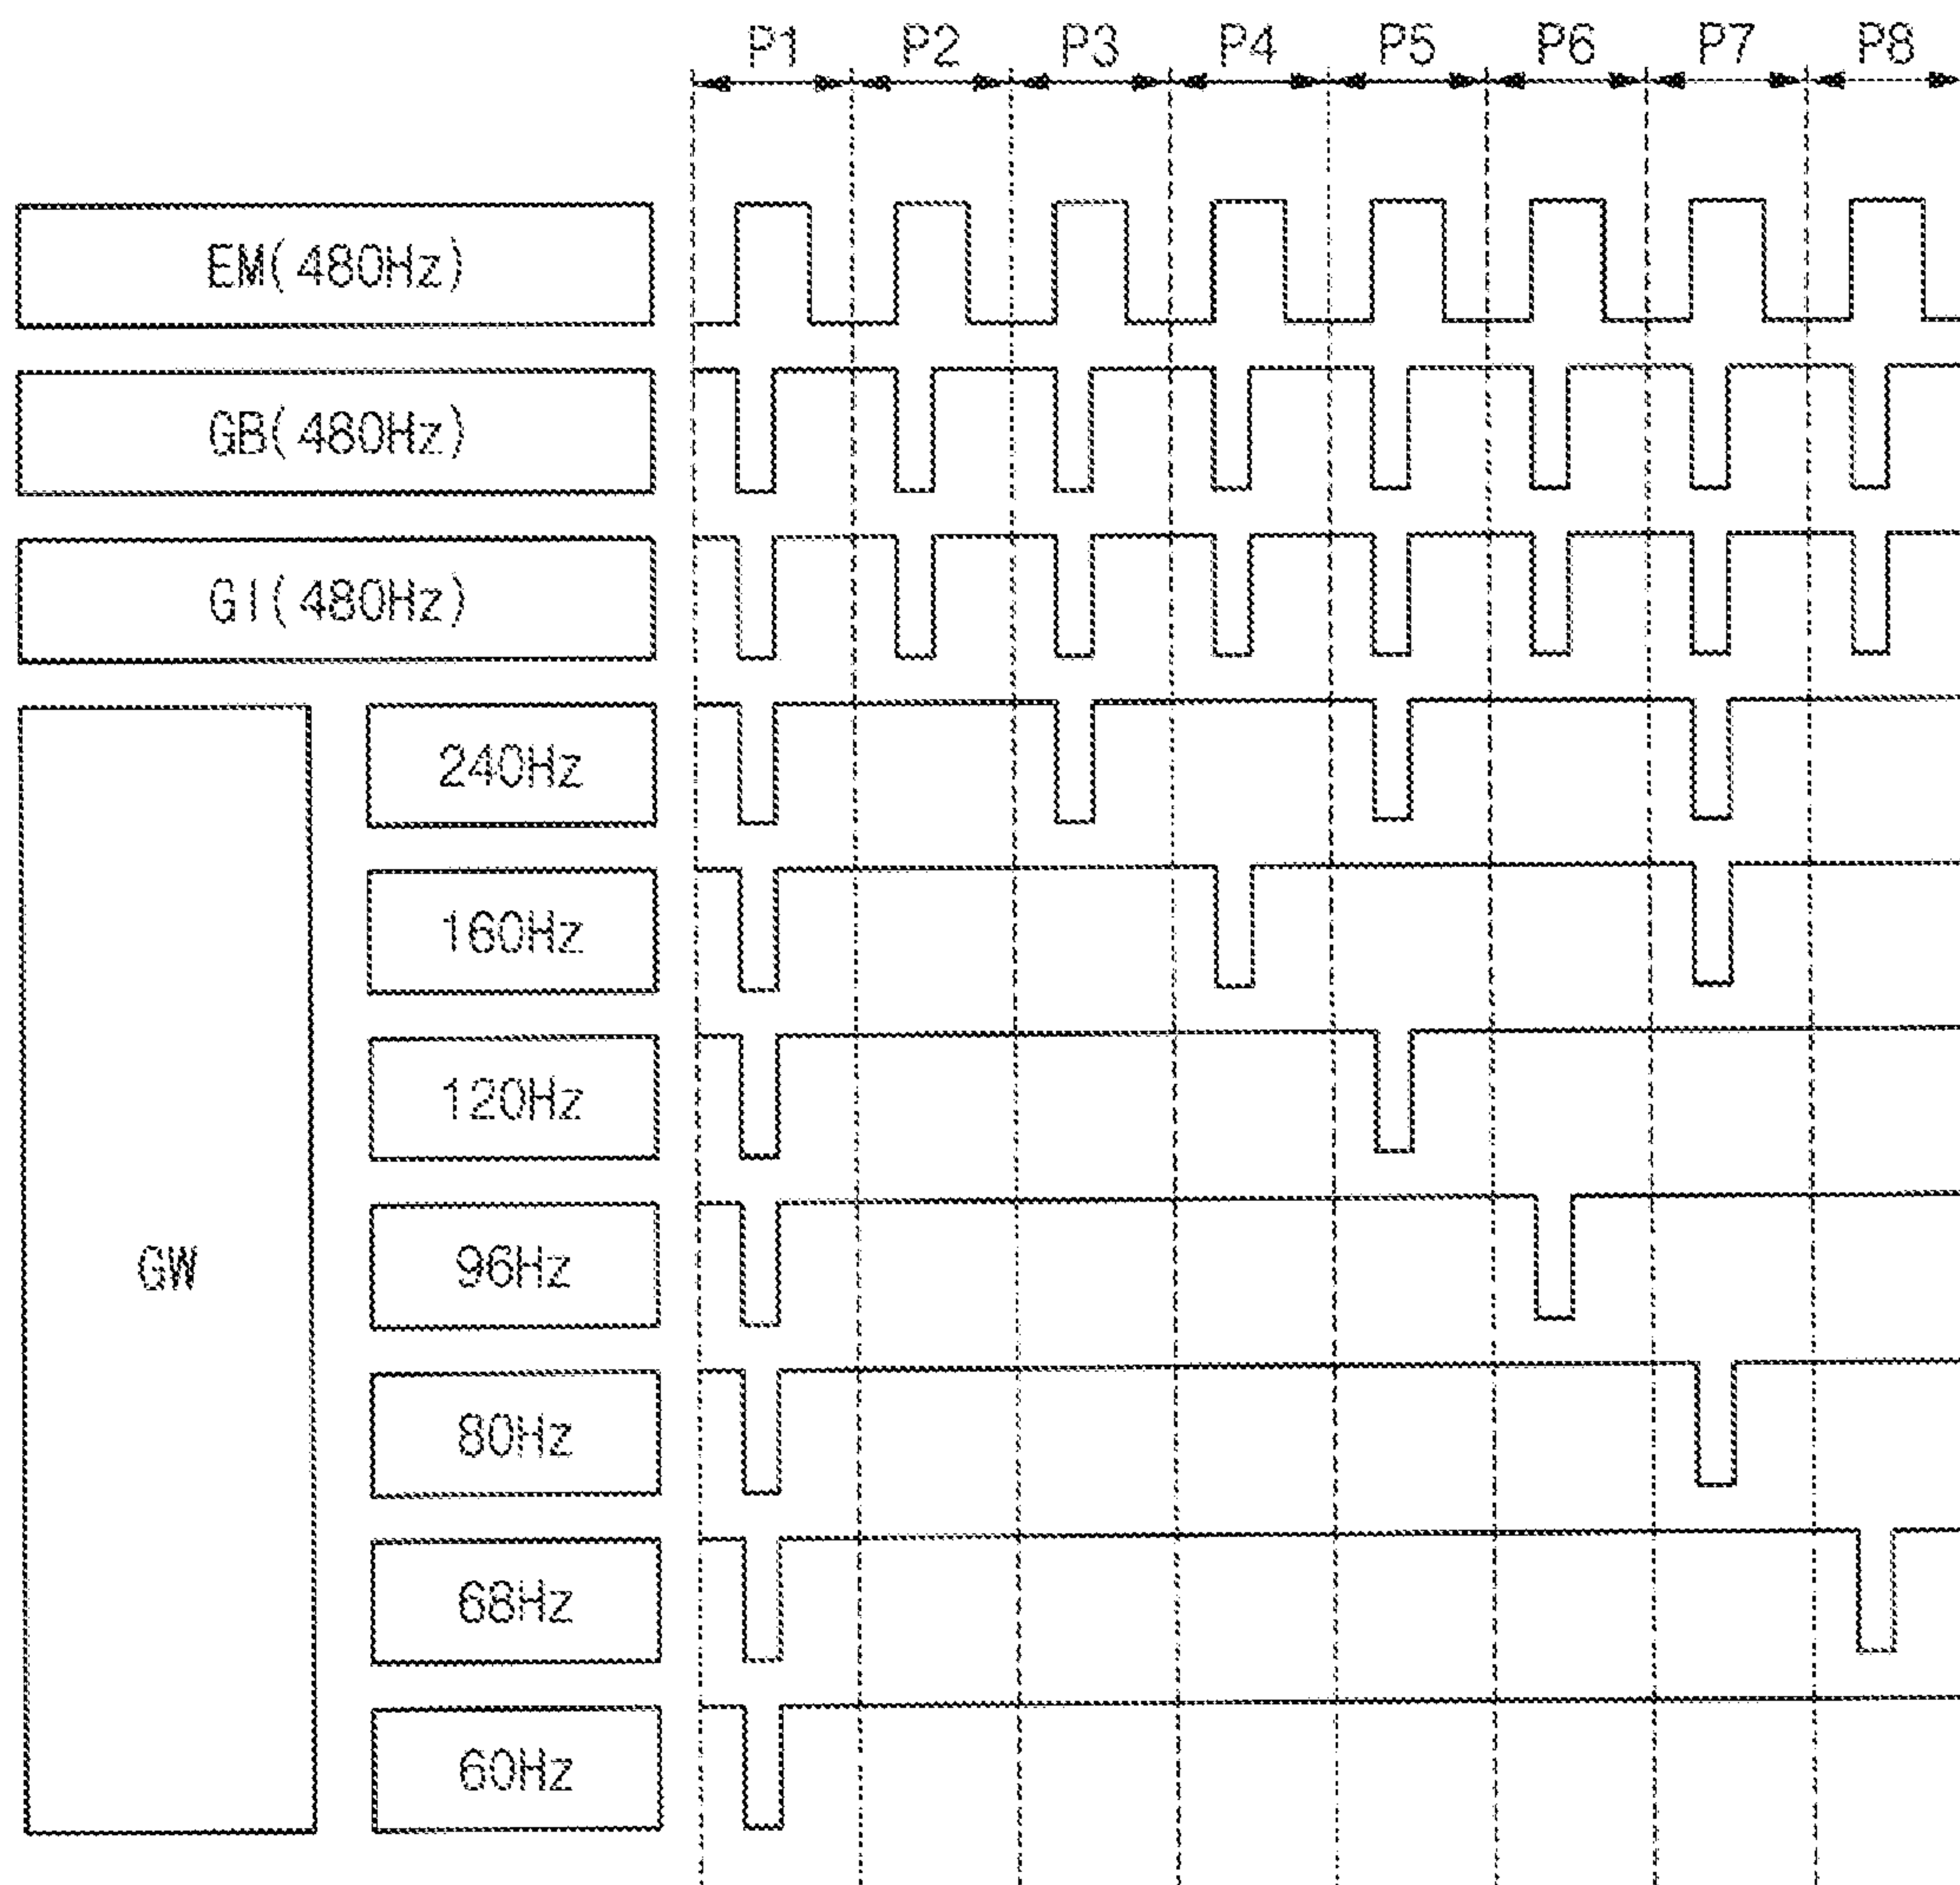 P1 P2 P3 P4 P5 P6 P7 P8
EM(480Hz)
GB(480Hz)
GI(480Hz)
240Hz
160Hz
120Hz
GW
96Hz
80Hz
68Hz
60Hz